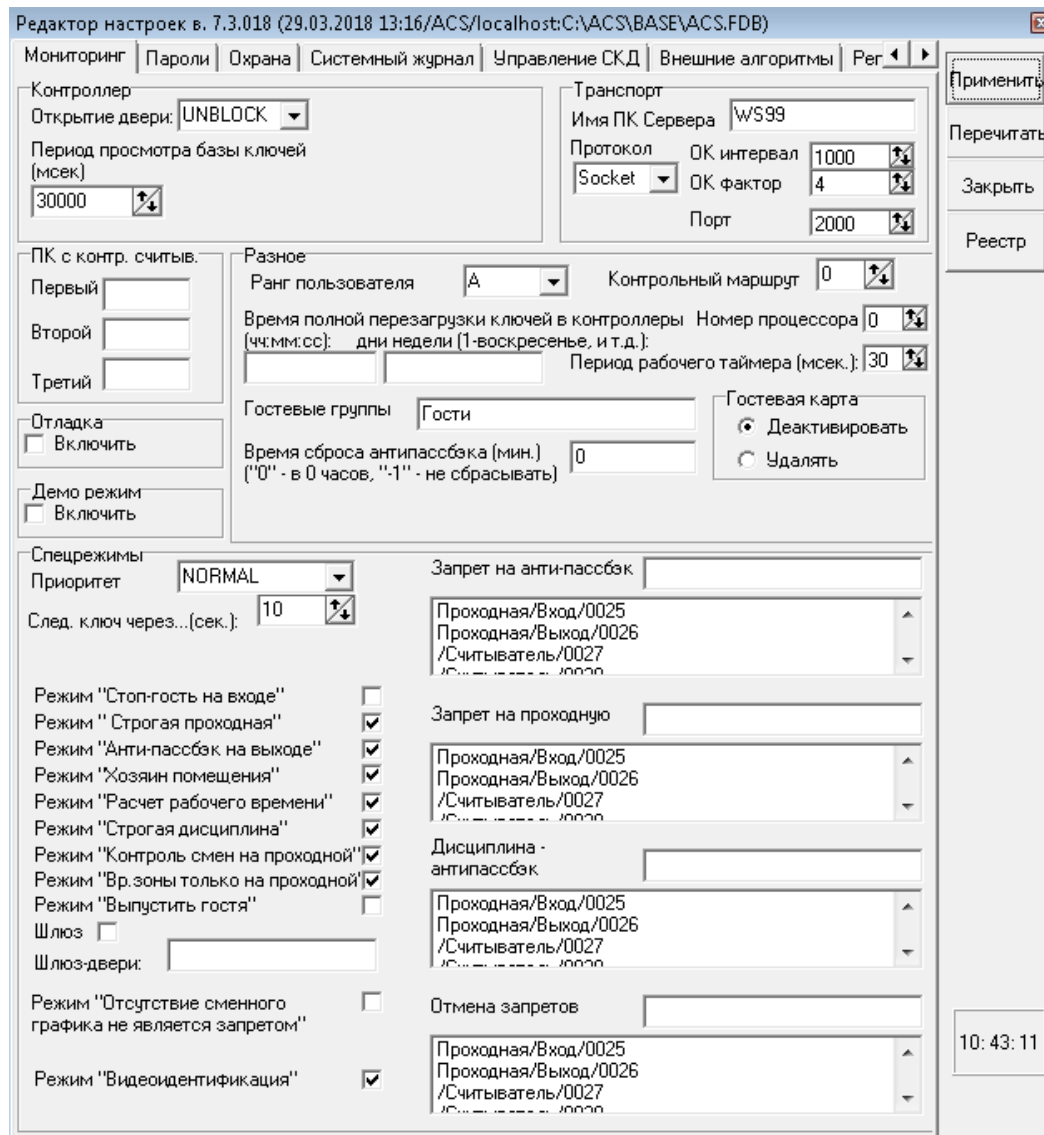 Редактор настроек в. 7.3.018 (29.03.2018 13:16/ACS/localhost:C:\ACS\BASE\ACS.FDB)
Мониторинг Пароли Охрана Системный журнал Управление СКД Внешние алгоритмы Рег
Применить
Перечитать
Закрыть
Реестр
Контроллер
Открытие двери: UNBLOCK
Период просмотра базы ключей
(мсек)
30000
Транспорт
Имя ПК Сервера WS99
Протокол ОК интервал 1000
Socket ОК фактор 4
Порт 2000
ПК с контр. считыв.
Первый
Второй
Третий
Отладка
Включить
Демо режим
Включить
Разное
Ранг пользователя A Контрольный маршрут 0
Время полной перезагрузки ключей в контроллеры Номер процессора 0
(чч:мм:сс): дни недели (1-воскресенье, и т.д.):
Период рабочего таймера (мсек.): 30
Гостевые группы Гости
Время сброса антипассбэка (мин.) 0
("0" - в 0 часов, "-1" - не сбрасывать)
Гостевая карта
Деактивировать
Удалять
Спецрежимы
Приоритет NORMAL
След. ключ через...(сек.): 10
Режим "Стоп-гость на входе"
Режим " Строгая проходная"
Режим "Анти-пассбэк на выходе"
Режим "Хозяин помещения"
Режим "Расчет рабочего времени"
Режим "Строгая дисциплина"
Режим "Контроль смен на проходной"
Режим "Вр.зоны только на проходной"
Режим "Выпустить гостя"
Шлюз
Шлюз-двери:
Режим "Отсутствие сменного
графика не является запретом"
Режим "Видеоидентификация"
Запрет на анти-пассбэк
Проходная/Вход/0025
Проходная/Выход/0026
/Считыватель/0027
Запрет на проходную
Проходная/Вход/0025
Проходная/Выход/0026
/Считыватель/0027
Дисциплина -
антипассбэк
Проходная/Вход/0025
Проходная/Выход/0026
/Считыватель/0027
Отмена запретов
Проходная/Вход/0025
Проходная/Выход/0026
/Считыватель/0027
10: 43: 11